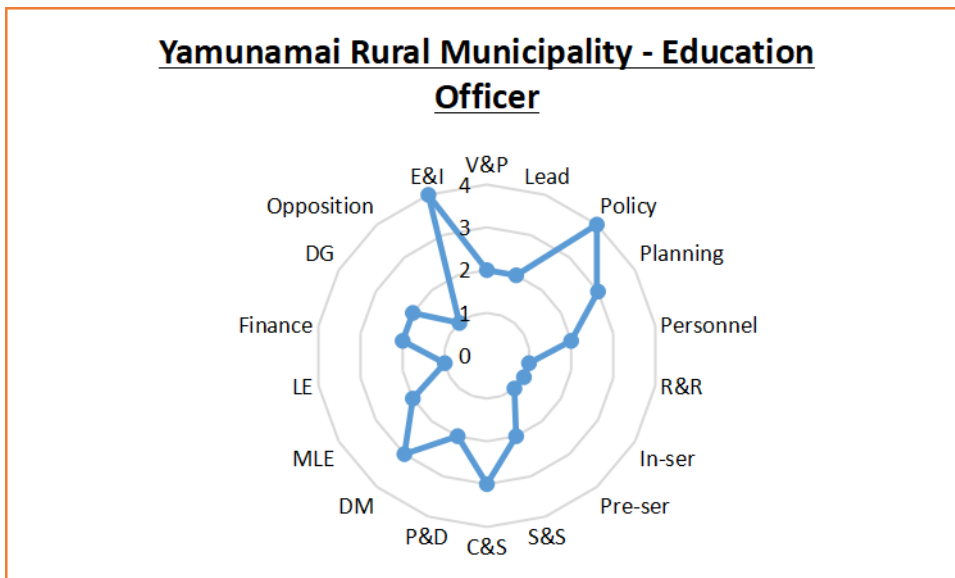 Yamunamai Rural Municipality - Education
Officer
V&P
Lead
Policy
Planning
Personnel
R&R
In-ser
Pre-ser
S&S
C&S
P&D
DM
MLE
LE
Finance
DG
Opposition
E&I
4
3
2
1
0